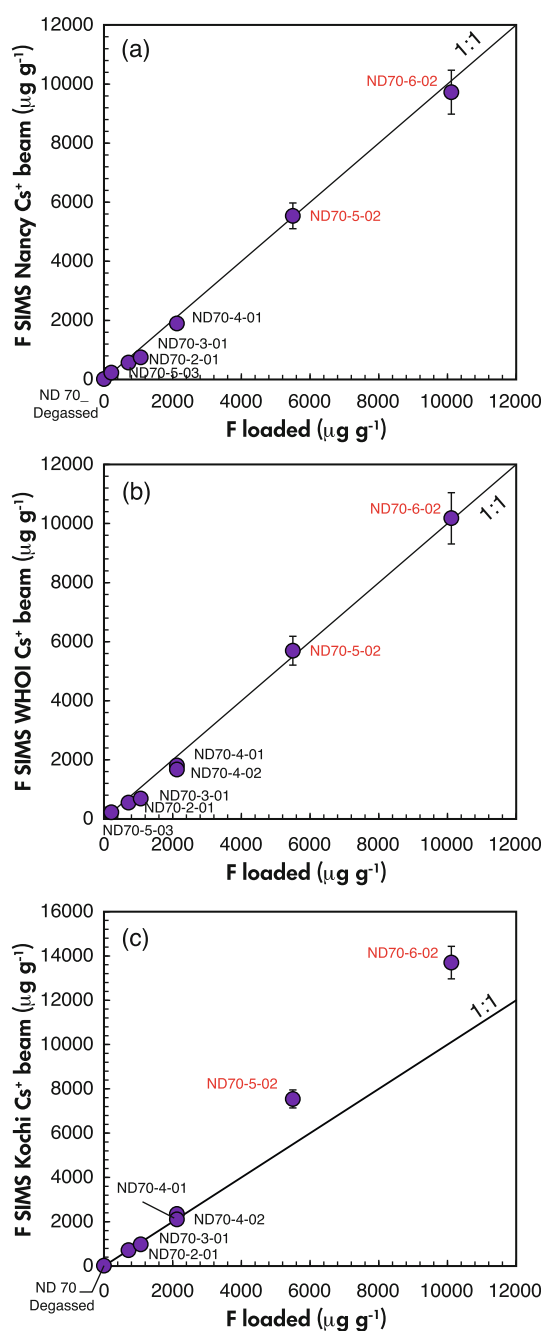 (a)
F SIMS Nancy Cs⁺ beam (µg g⁻¹)
12000
10000
8000
6000
4000
2000
0
1:1
ND70-6-02
ND70-5-02
ND70-4-01
ND70-3-01
ND70-2-01
ND70-5-03
ND 70_
Degassed
0 2000 4000 6000 8000 10000 12000
F loaded (µg g⁻¹)
(b)
F SIMS WHOI Cs⁺ beam (µg g⁻¹)
12000
10000
8000
6000
4000
2000
0
ND70-6-02
1:1
ND70-5-02
ND70-4-01
ND70-4-02
ND70-3-01
ND70-2-01
ND70-5-03
0 2000 4000 6000 8000 10000 12000
F loaded (µg g⁻¹)
(c)
F SIMS Kochi Cs⁺ beam (µg g⁻¹)
16000
14000
12000
10000
8000
6000
4000
2000
0
ND70-6-02
1:1
ND70-5-02
ND70-4-01
ND70-4-02
ND70-3-01
ND70-2-01
ND 70
Degassed
0 2000 4000 6000 8000 10000 12000
F loaded (µg g⁻¹)